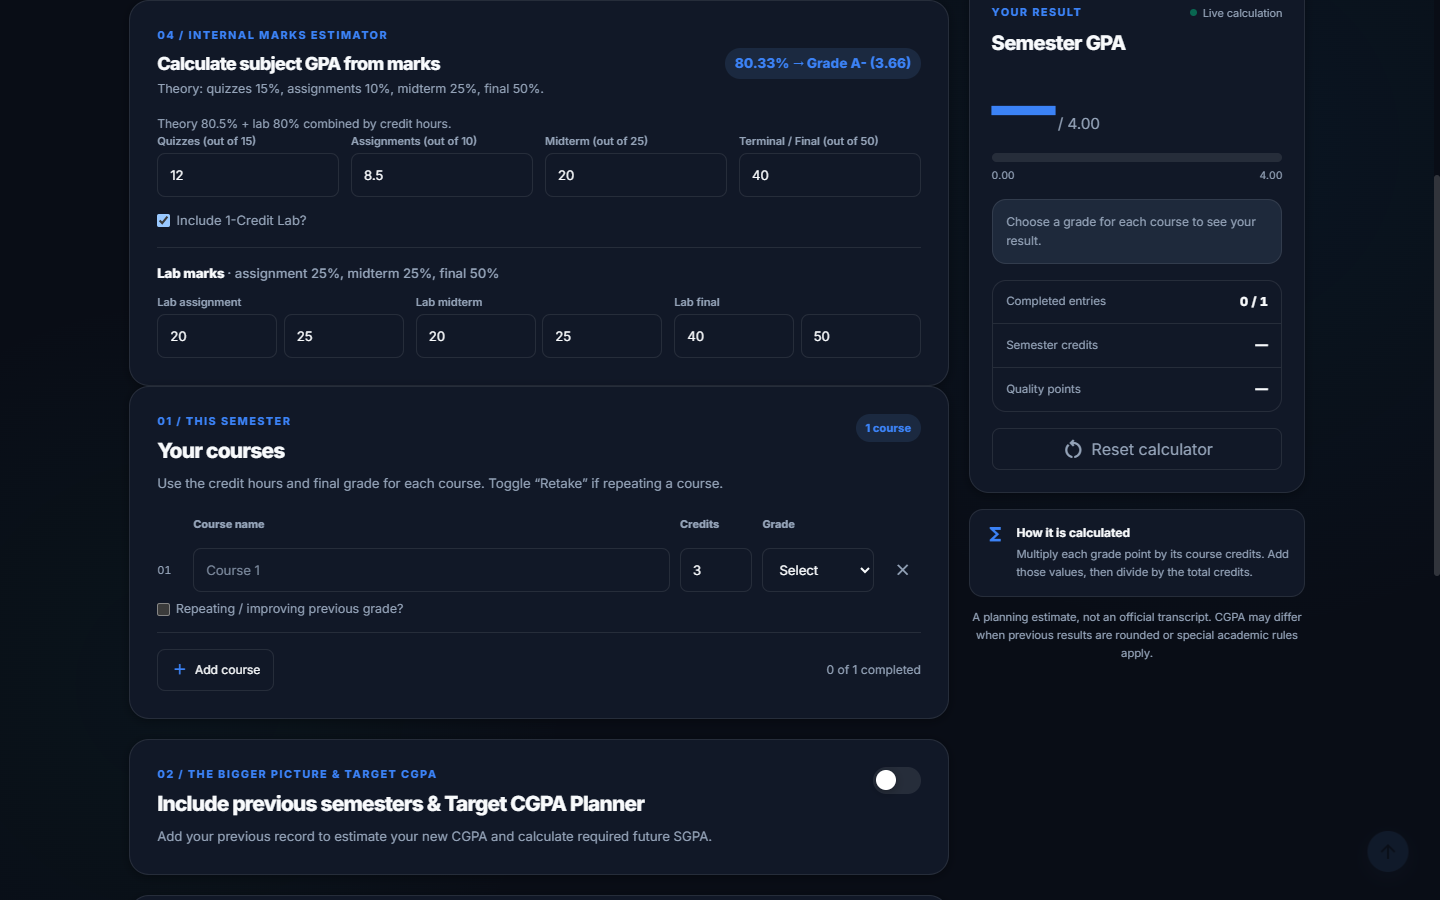 04 / INTERNAL MARKS ESTIMATOR
Calculate subject GPA from marks
80.33% → Grade A- (3.66)
Theory: quizzes 15%, assignments 10%, midterm 25%, final 50%.
Theory 80.5% + lab 80% combined by credit hours.
Quizzes (out of 15) Assignments (out of 10) Midterm (out of 25) Terminal / Final (out of 50)
12 8.5 20 40
Include 1-Credit Lab?
Lab marks · assignment 25%, midterm 25%, final 50%
Lab assignment Lab midterm Lab final
20 25 20 25 40 50
01 / THIS SEMESTER
1 course
Your courses
Use the credit hours and final grade for each course. Toggle “Retake” if repeating a course.
Course name Credits Grade
01 Course 1 3 Select
Repeating / improving previous grade?
+ Add course 0 of 1 completed
02 / THE BIGGER PICTURE & TARGET CGPA
Include previous semesters & Target CGPA Planner
Add your previous record to estimate your new CGPA and calculate required future SGPA.
YOUR RESULT Live calculation
Semester GPA
— / 4.00
0.00 4.00
Choose a grade for each course to see your
result.
Completed entries 0 / 1
Semester credits —
Quality points —
Reset calculator
Σ How it is calculated
Multiply each grade point by its course credits. Add
those values, then divide by the total credits.
A planning estimate, not an official transcript. CGPA may differ
when previous results are rounded or special academic rules
apply.